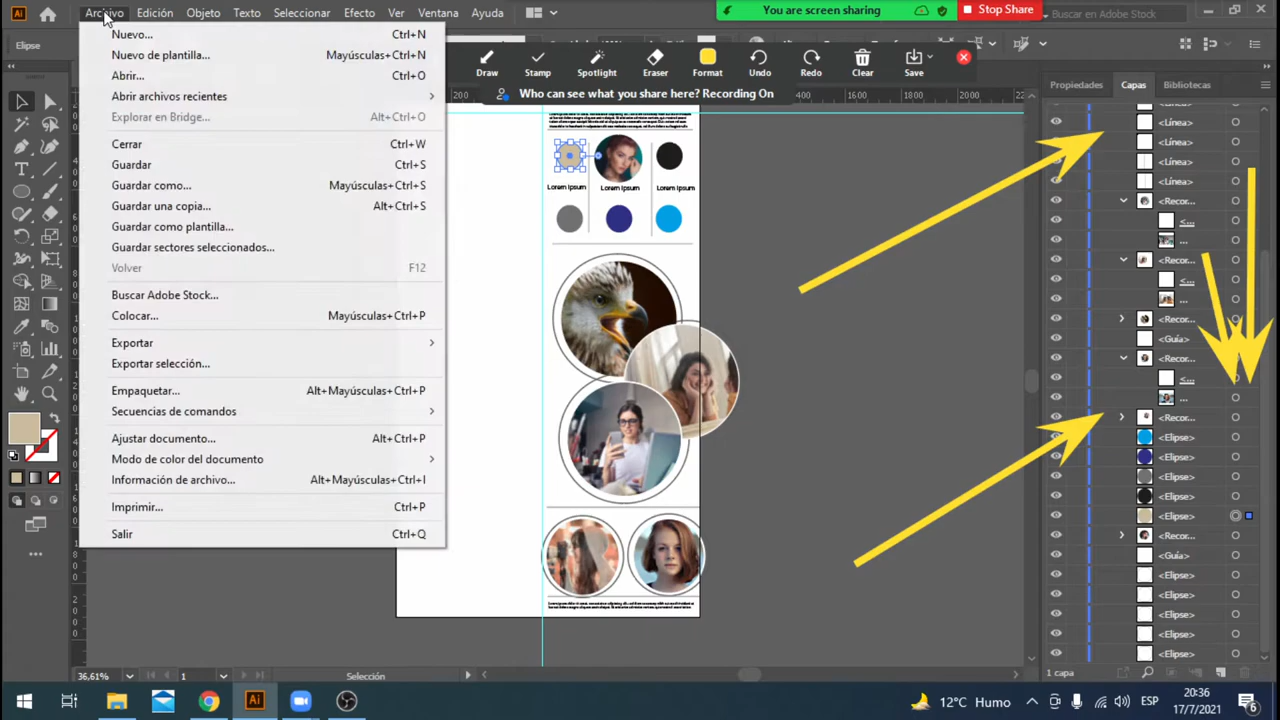 Ai Archivo Edición Objeto Texto Seleccionar Efecto Ver Ventana Ayuda
You are screen sharing
Stop Share
Buscar en Adobe Stock
Elipse
Nuevo... Ctrl+N
Nuevo de plantilla... Mayúsculas+Ctrl+N
Abrir... Ctrl+O
Abrir archivos recientes
Explorar en Bridge... Alt+Ctrl+O
Cerrar Ctrl+W
Guardar Ctrl+S
Guardar como... Mayúsculas+Ctrl+S
Guardar una copia... Alt+Ctrl+S
Guardar como plantilla...
Guardar sectores seleccionados...
Volver F12
Buscar Adobe Stock...
Colocar... Mayúsculas+Ctrl+P
Exportar
Exportar selección...
Empaquetar... Alt+Mayúsculas+Ctrl+P
Secuencias de comandos
Ajustar documento... Alt+Ctrl+P
Modo de color del documento
Información de archivo... Alt+Mayúsculas+Ctrl+I
Imprimir... Ctrl+P
Salir Ctrl+Q
Draw Stamp Spotlight Eraser Format Undo Redo Clear Save
Who can see what you share here? Recording On
200 1600 1800 2000
Lorem Ipsum Lorem Ipsum Lorem Ipsum
Propiedades Capas Bibliotecas
<Línea>
<Línea>
<Línea>
<Línea>
<Recor...
<...
...
<Recor...
<...
...
<Recor...
<Guía>
<Recor...
<...
...
<Recor...
<Elipse>
<Elipse>
<Elipse>
<Elipse>
<Elipse>
<Recor...
<Guía>
<Elipse>
<Elipse>
<Elipse>
<Elipse>
<Elipse>
1 capa
36,61% 1 Selección
Ai
12°C Humo
ESP
20:36
17/7/2021
6